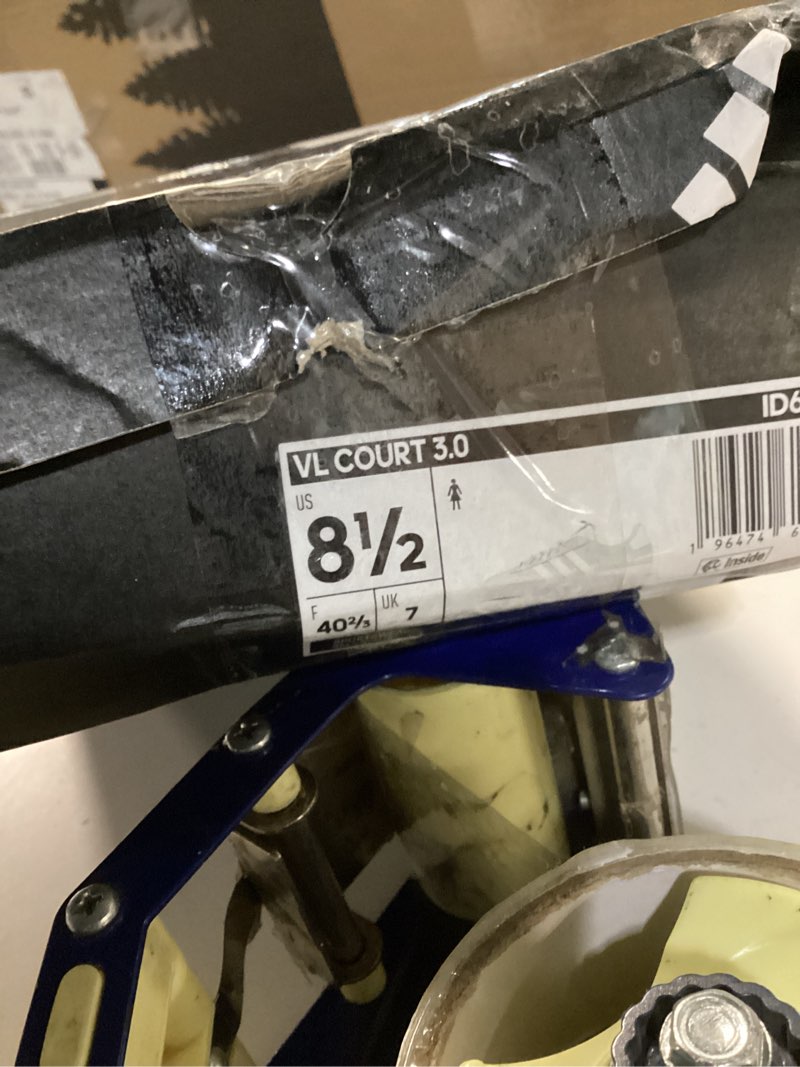 VL COURT 3.0
ID6
US
8½
F
40⅔
UK
7
1 96474 6
Inside